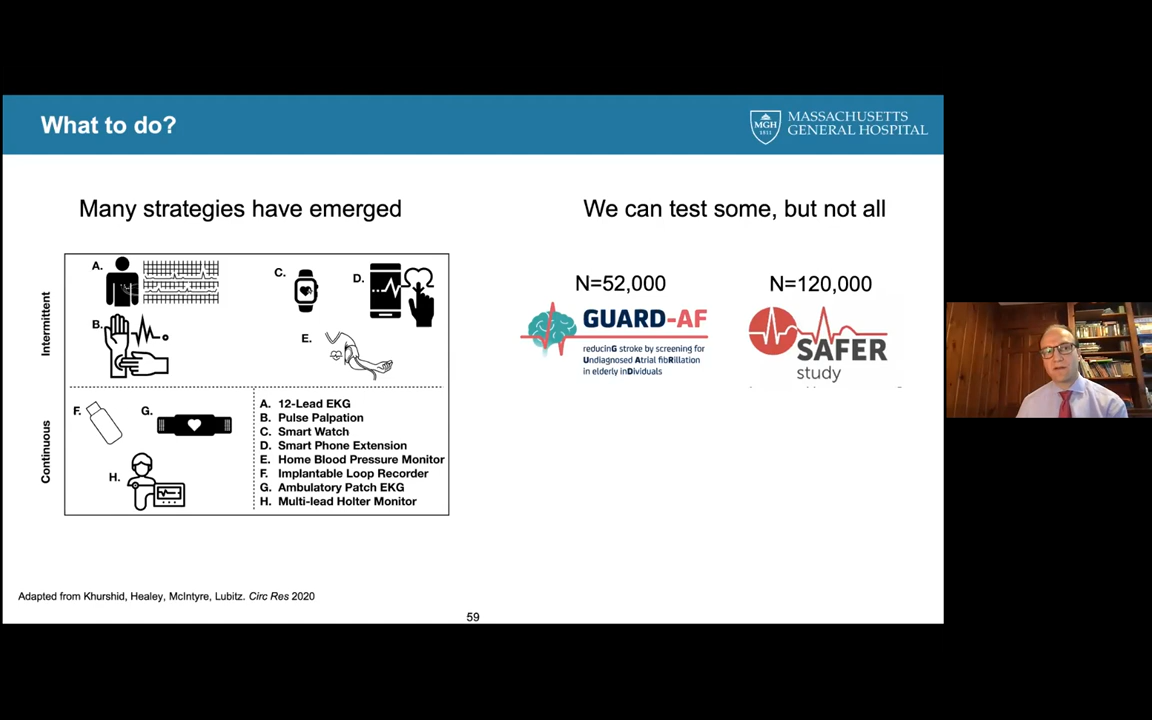 What to do?
MGH
1811
MASSACHUSETTS
GENERAL HOSPITAL
Many strategies have emerged
We can test some, but not all
Intermittent
A.
B.
C.
D.
E.
Continuous
F.
G.
H.
A. 12-Lead EKG
B. Pulse Palpation
C. Smart Watch
D. Smart Phone Extension
E. Home Blood Pressure Monitor
F. Implantable Loop Recorder
G. Ambulatory Patch EKG
H. Multi-lead Holter Monitor
N=52,000
GUARD-AF
reducinG stroke by screening for
Undiagnosed Atrial fibRillation
in elderly inDividuals
N=120,000
SAFER
study
Adapted from Khurshid, Healey, McIntyre, Lubitz. Circ Res 2020
59